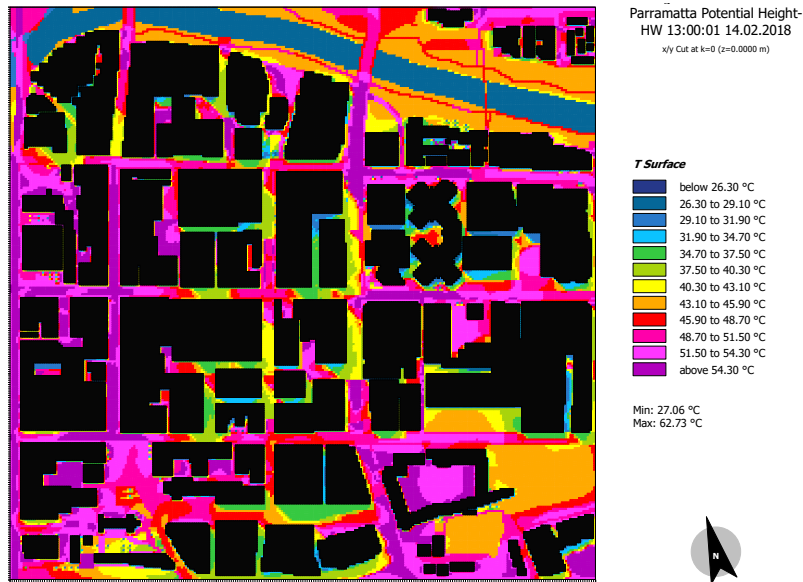 Parramatta Potential Height-
HW 13:00:01 14.02.2018
x/y Cut at k=0 (z=0.0000 m)
T Surface
below 26.30 °C
26.30 to 29.10 °C
29.10 to 31.90 °C
31.90 to 34.70 °C
34.70 to 37.50 °C
37.50 to 40.30 °C
40.30 to 43.10 °C
43.10 to 45.90 °C
45.90 to 48.70 °C
48.70 to 51.50 °C
51.50 to 54.30 °C
above 54.30 °C
Min: 27.06 °C
Max: 62.73 °C
N